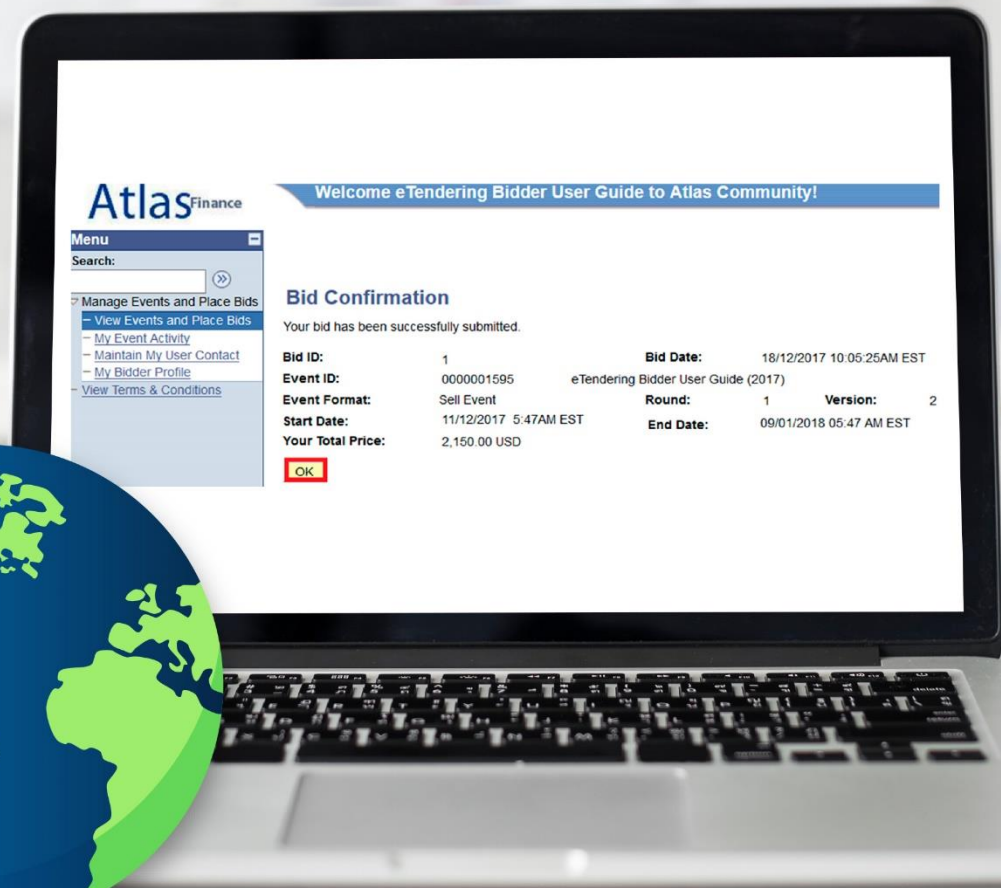 Atlas Finance
Welcome eTendering Bidder User Guide to Atlas Community!
Menu
Search:
Manage Events and Place Bids
– View Events and Place Bids
– My Event Activity
– Maintain My User Contact
– My Bidder Profile
– View Terms & Conditions
Bid Confirmation
Your bid has been successfully submitted.
Bid ID: 1 Bid Date: 18/12/2017 10:05:25AM EST
Event ID: 0000001595 eTendering Bidder User Guide (2017)
Event Format: Sell Event Round: 1 Version: 2
Start Date: 11/12/2017 5:47AM EST End Date: 09/01/2018 05:47 AM EST
Your Total Price: 2,150.00 USD
OK
delete
return